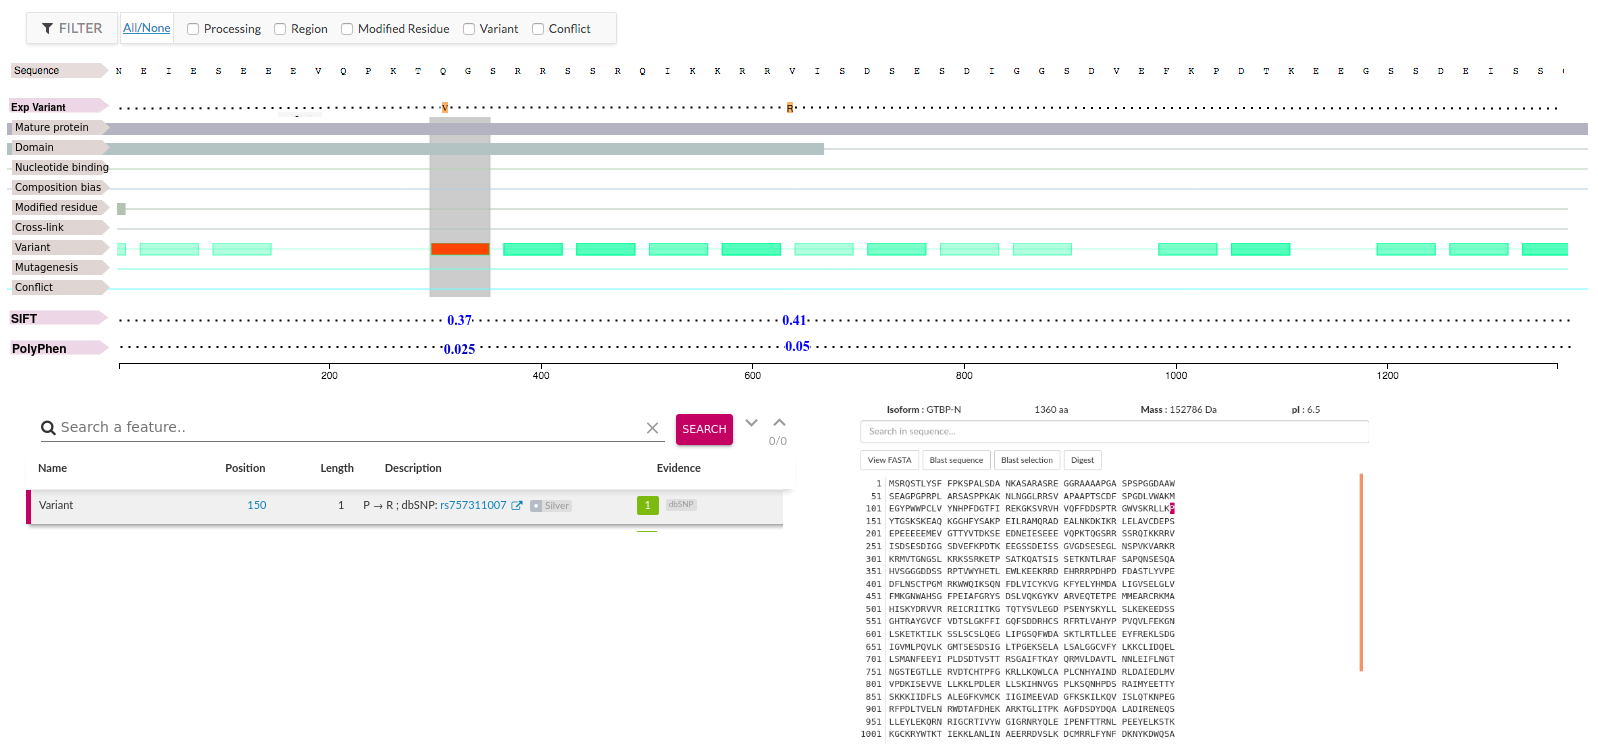 FILTER All/None Processing Region Modified Residue Variant Conflict
Sequence N E I E S E E E V Q P K T Q G S R R S S R Q I K K R R V I S D S E S D I G G S D V E F K P D T K E E G S S D E I S S
Exp Variant V R
Mature protein
Domain
Nucleotide binding
Composition bias
Modified residue
Cross-link
Variant
Mutagenesis
Conflict
SIFT 0.37 0.41
PolyPhen 0.025 0.05
200 400 600 800 1000 1200
Search a feature.. SEARCH 0/0
Name Position Length Description Evidence
Variant 150 1 P → R ; dbSNP: rs757311007 Silver 1 dbSNP
Isoform : GTBP-N 1360 aa Mass : 152786 Da pI : 6.5
Search in sequence...
View FASTA Blast sequence Blast selection Digest
1 MSRQSTLYSF FPKSPALSDA NKASARASRE GGRAAAAPGA SPSPGGDAAW
51 SEAGPGPRPL ARSASPPKAK NLNGGLRRSV APAAPTSCDF SPGDLVWAKM
101 EGYPWWPCLV YNHPFDGTFI REKGKSVRVH VQFFDDSPTR GWVSKRLLKP
151 YTGSKSKEAQ KGGHFYSAKP EILRAMQRAD EALNKDKIKR LELAVCDEPS
201 EPEEEEEMEV GTTYVTDKSE EDNEIESEEE VQPKTQGSRR SSRQIKKRRV
251 ISDSESDIGG SDVEFKPDTK EEGSSDEISS GVGDSESEGL NSPVKVARKR
301 KRMVTGNGSL KRKSSRKETP SATKQATSIS SETKNTLRAF SAPQNSESQA
351 HVSGGGDDSS RPTVWYHETL EWLKEEKRRD EHRRRPDHPD FDASTLYVPE
401 DFLNSCTPGM RKWWQIKSQN FDLVICYKVG KFYELYHMDA LIGVSELGLV
451 FMKGNWAHSG FPEIAFGRYS DSLVQKGYKV ARVEQTETPE MMEARCRKMA
501 HISKYDRVVR REICRIITKG TQTYSVLEGD PSENYSKYLL SLKEKEEDSS
551 GHTRAYGVCF VDTSLGKFFI GQFSDDRHCS RFRTLVAHYP PVQVLFEKGN
601 LSKETKTILK SSLSCSLQEG LIPGSQFWDA SKTLRTLLEE EYFREKLSDG
651 IGVMLPQVLK GMTSESDSIG LTPGEKSELA LSALGGCVFY LKKCLIDQEL
701 LSMANFEEYI PLDSDTVSTT RSGAIFTKAY QRMVLDAVTL NNLEIFLNGT
751 NGSTEGTLLE RVDTCHTPFG KRLLKQWLCA PLCNHYAIND RLDAIEDLMV
801 VPDKISEVVE LLKKLPDLER LLSKIHNVGS PLKSQNHPDS RAIMYEETTY
851 SKKKIIDFLS ALEGFKVMCK IIGIMEEVAD GFKSKILKQV ISLQTKNPEG
901 RFPDLTVELN RWDTAFDHEK ARKTGLITPK AGFDSDYDQA LADIRENEQS
951 LLEYLEKQRN RIGCRTIVYW GIGRNRYQLE IPENFTTRNL PEEYELKSTK
1001 KGCKRYWTKT IEKKLANLIN AEERRDVSLK DCMRRLFYNF DKNYKDWQSA